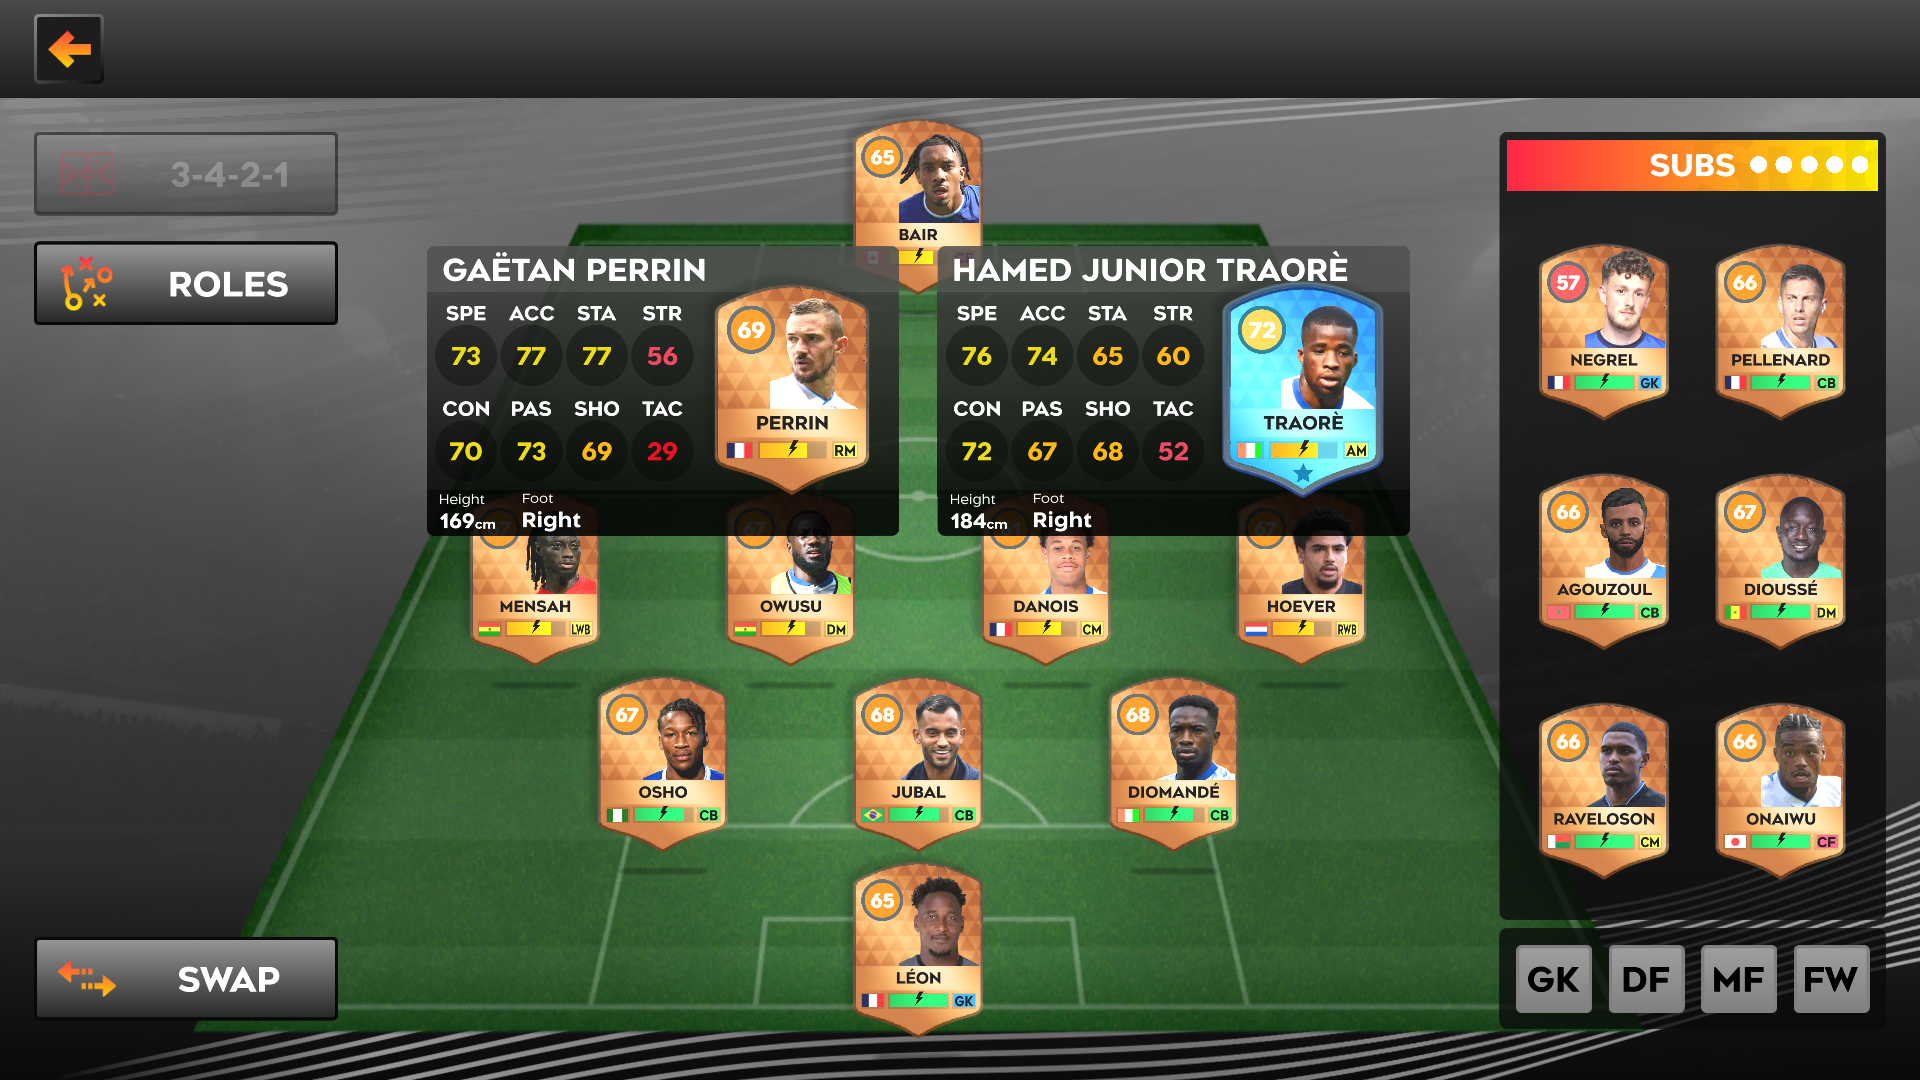 3-4-2-1
ROLES
SWAP
65
BAIR
GAËTAN PERRIN
SPE ACC STA STR
73 77 77 56
CON PAS SHO TAC
70 73 69 29
Height Foot
169cm Right
69
PERRIN
RM
HAMED JUNIOR TRAORÈ
SPE ACC STA STR
76 74 65 60
CON PAS SHO TAC
72 67 68 52
Height Foot
184cm Right
72
TRAORÈ
AM
MENSAH
LWB
67
OWUSU
DM
DANOIS
CM
67
HOEVER
RWB
67
OSHO
CB
68
JUBAL
CB
68
DIOMANDÉ
CB
65
LÉON
GK
SUBS
57
NEGREL
GK
66
PELLENARD
CB
66
AGOUZOUL
CB
67
DIOUSSÉ
DM
66
RAVELOSON
CM
66
ONAIWU
CF
GK DF MF FW